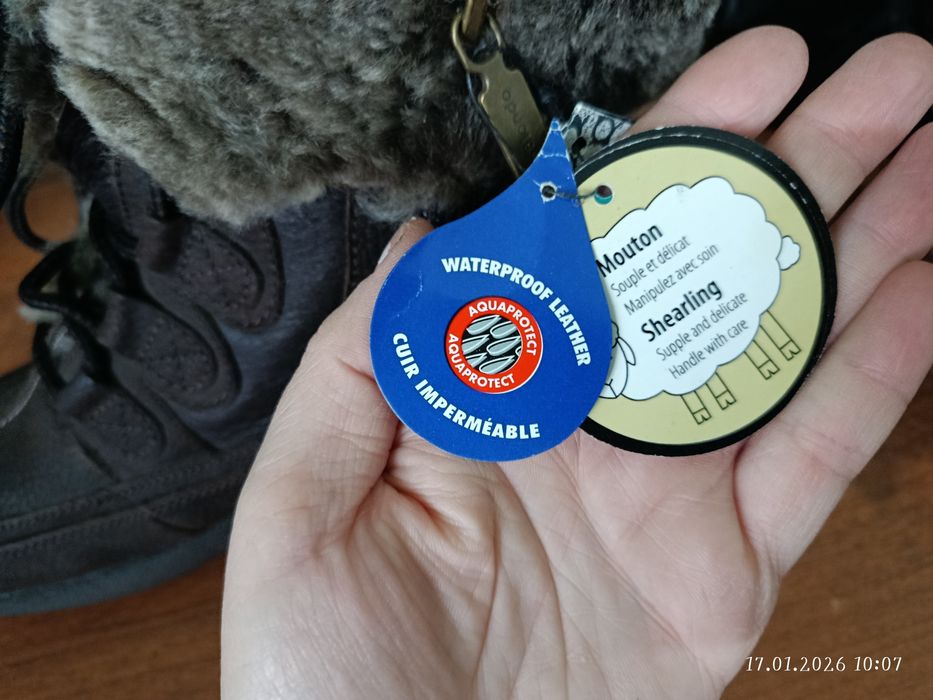 WATERPROOF LEATHER
AQUAPROTECT
AQUAPROTECT
CUIR IMPERMÉABLE
Mouton
Souple et délicat
Manipulez avec soin
Shearling
Supple and delicate
Handle with care
17.01.2026 10:07